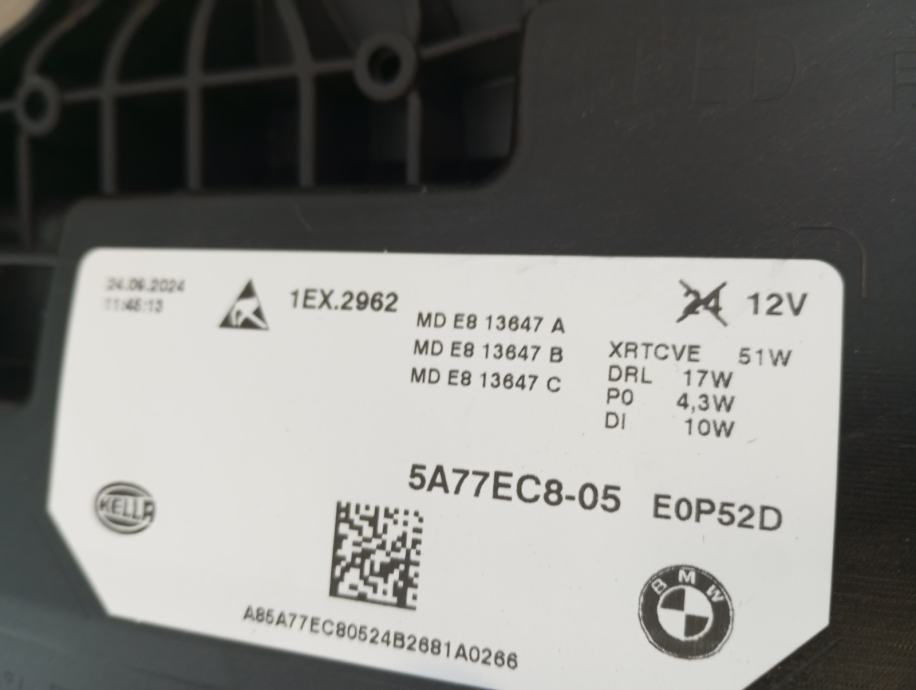 LED
24.06.2024
11:46:13
1EX.2962
MD E8 13647 A
MD E8 13647 B
MD E8 13647 C
24 12V
XRTCVE 51W
DRL 17W
P0 4,3W
DI 10W
5A77EC8-05 E0P52D
HELLA
BMW
A85A77EC80524B2681A0266